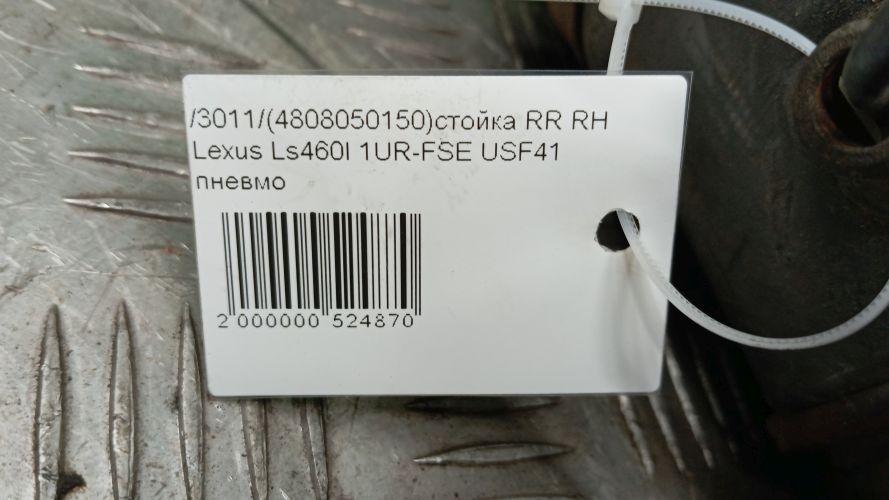 /3011/(4808050150)стойка RR RH
Lexus Ls460l 1UR-FSE USF41
пневмо
2 000000 524870